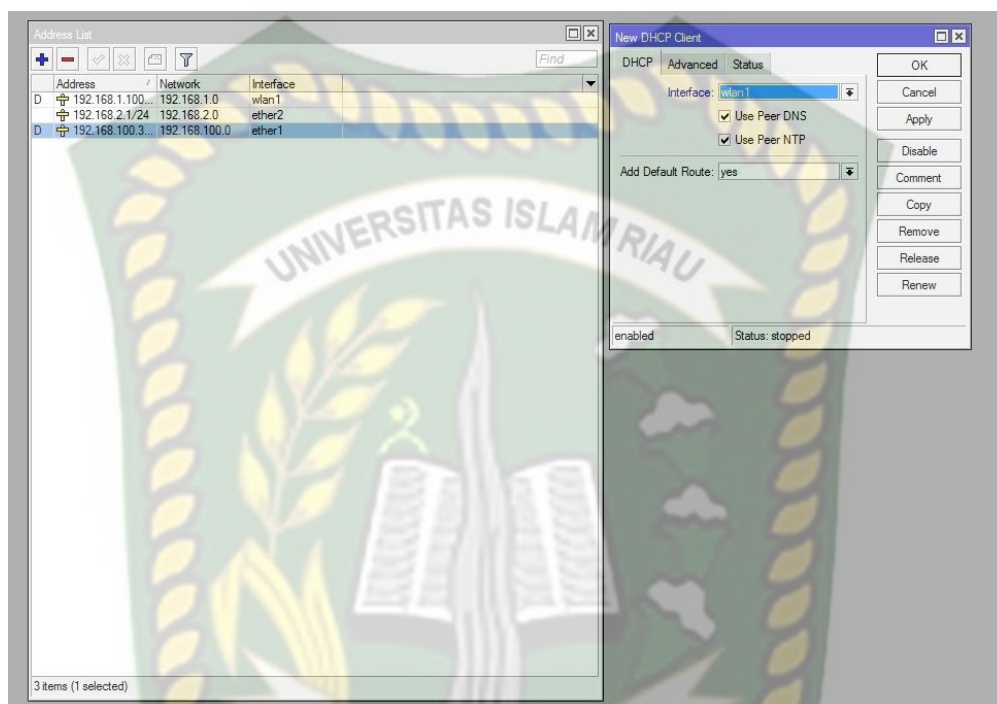 Address List
Find
Address Network Interface
D 192.168.1.100... 192.168.1.0 wlan1
192.168.2.1/24 192.168.2.0 ether2
D 192.168.100.3... 192.168.100.0 ether1
3 items (1 selected)
New DHCP Client
DHCP Advanced Status
Interface: wlan1
Use Peer DNS
Use Peer NTP
Add Default Route: yes
OK
Cancel
Apply
Disable
Comment
Copy
Remove
Release
Renew
enabled Status: stopped
UNIVERSITAS ISLAM RIAU